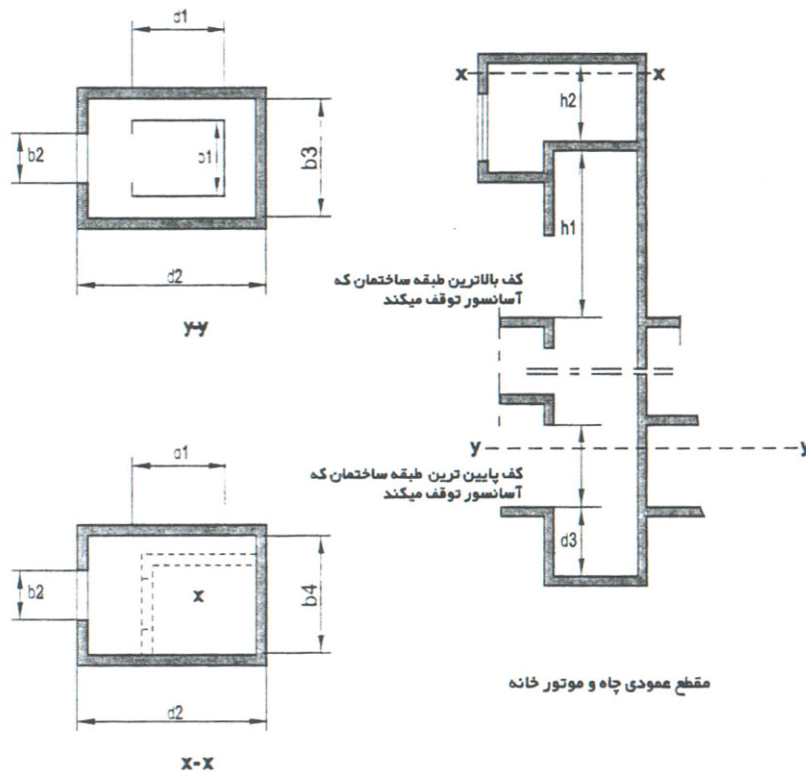 d1
b2
b1
b3
d2
y-y
x
x
h2
h1
کف بالاترین طبقه ساختمان که
آسانسور توقف میکند
y
y
کف پایین ترین طبقه ساختمان که
آسانسور توقف میکند
d3
d1
b2
x
b4
d2
x-x
مقطع عمودی چاه و موتور خانه